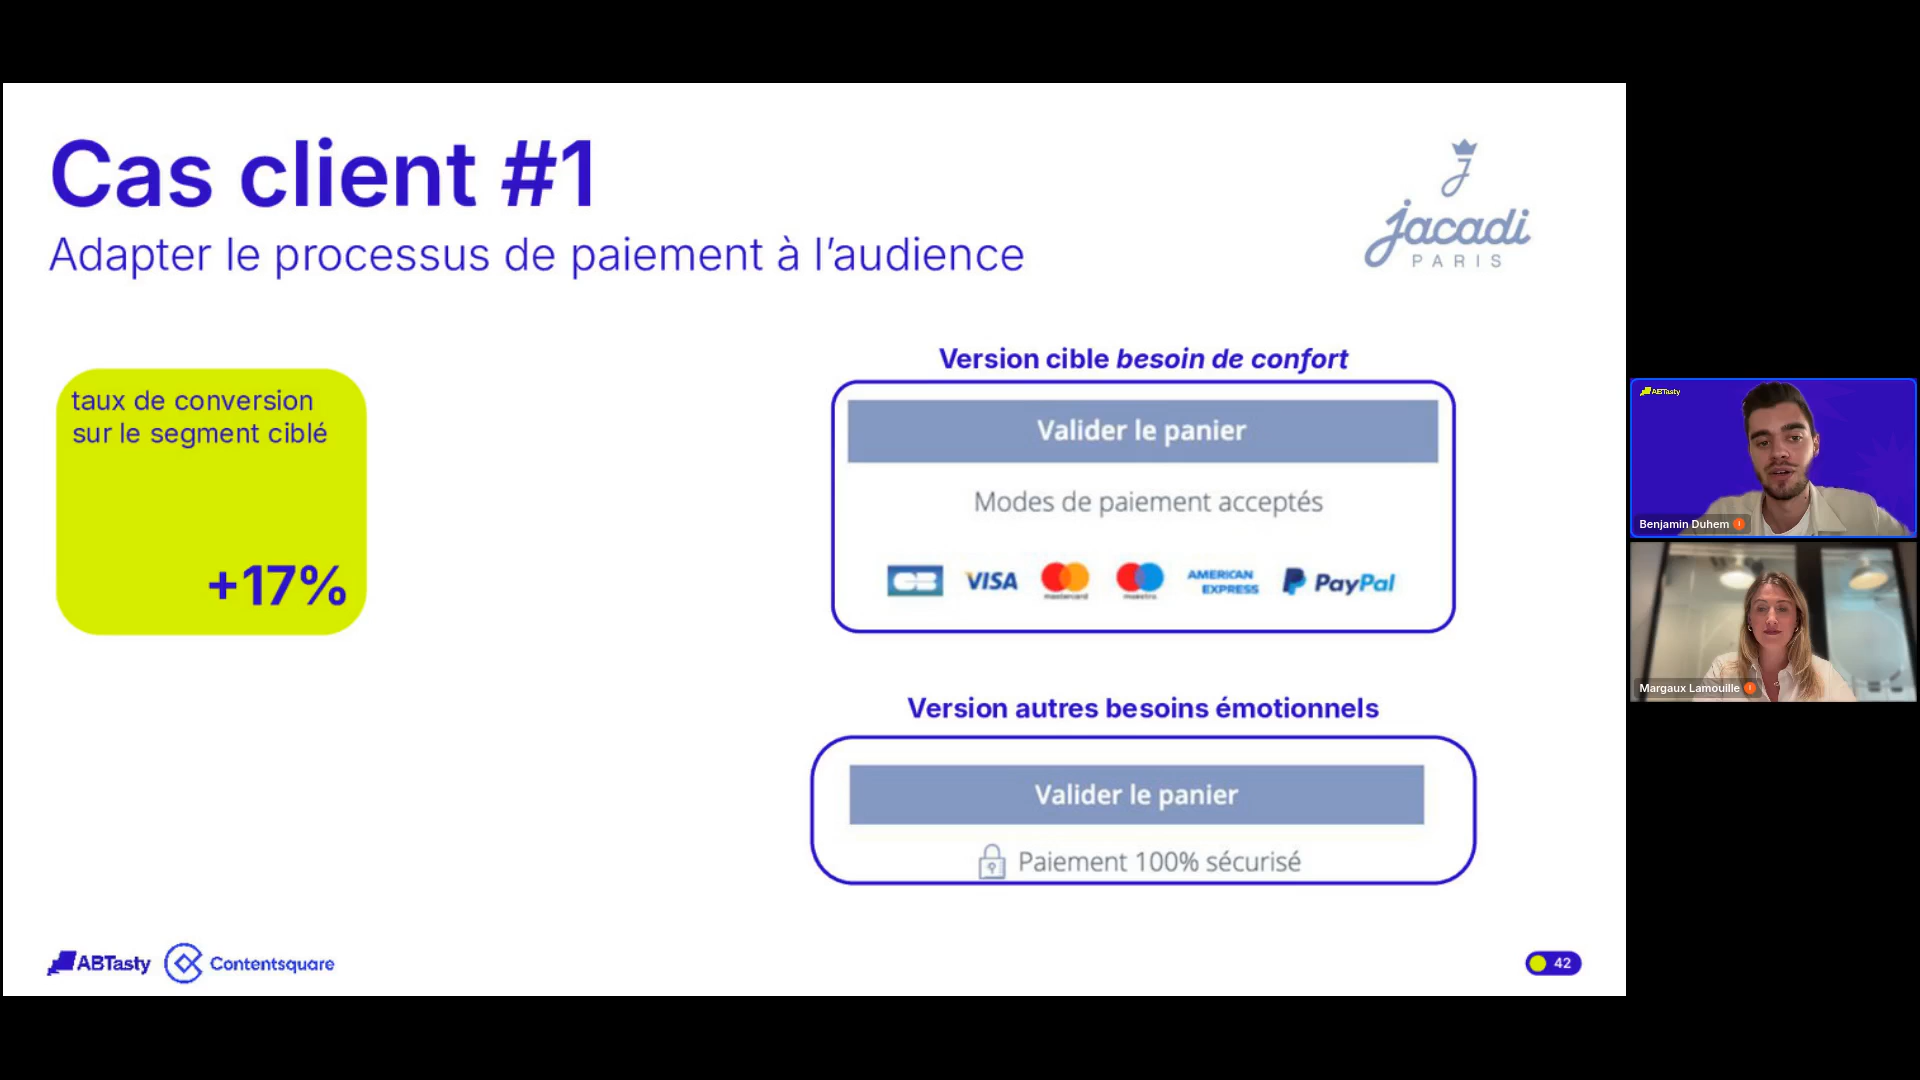 Cas client #1
Adapter le processus de paiement à l'audience
jacadi
PARIS
taux de conversion
sur le segment ciblé
+17%
Version cible besoin de confort
Valider le panier
Modes de paiement acceptés
CB VISA mastercard maestro AMERICAN EXPRESS PayPal
Version autres besoins émotionnels
Valider le panier
Paiement 100% sécurisé
ABTasty Contentsquare
42
ABTasty
Benjamin Duhem
Margaux Lamouille